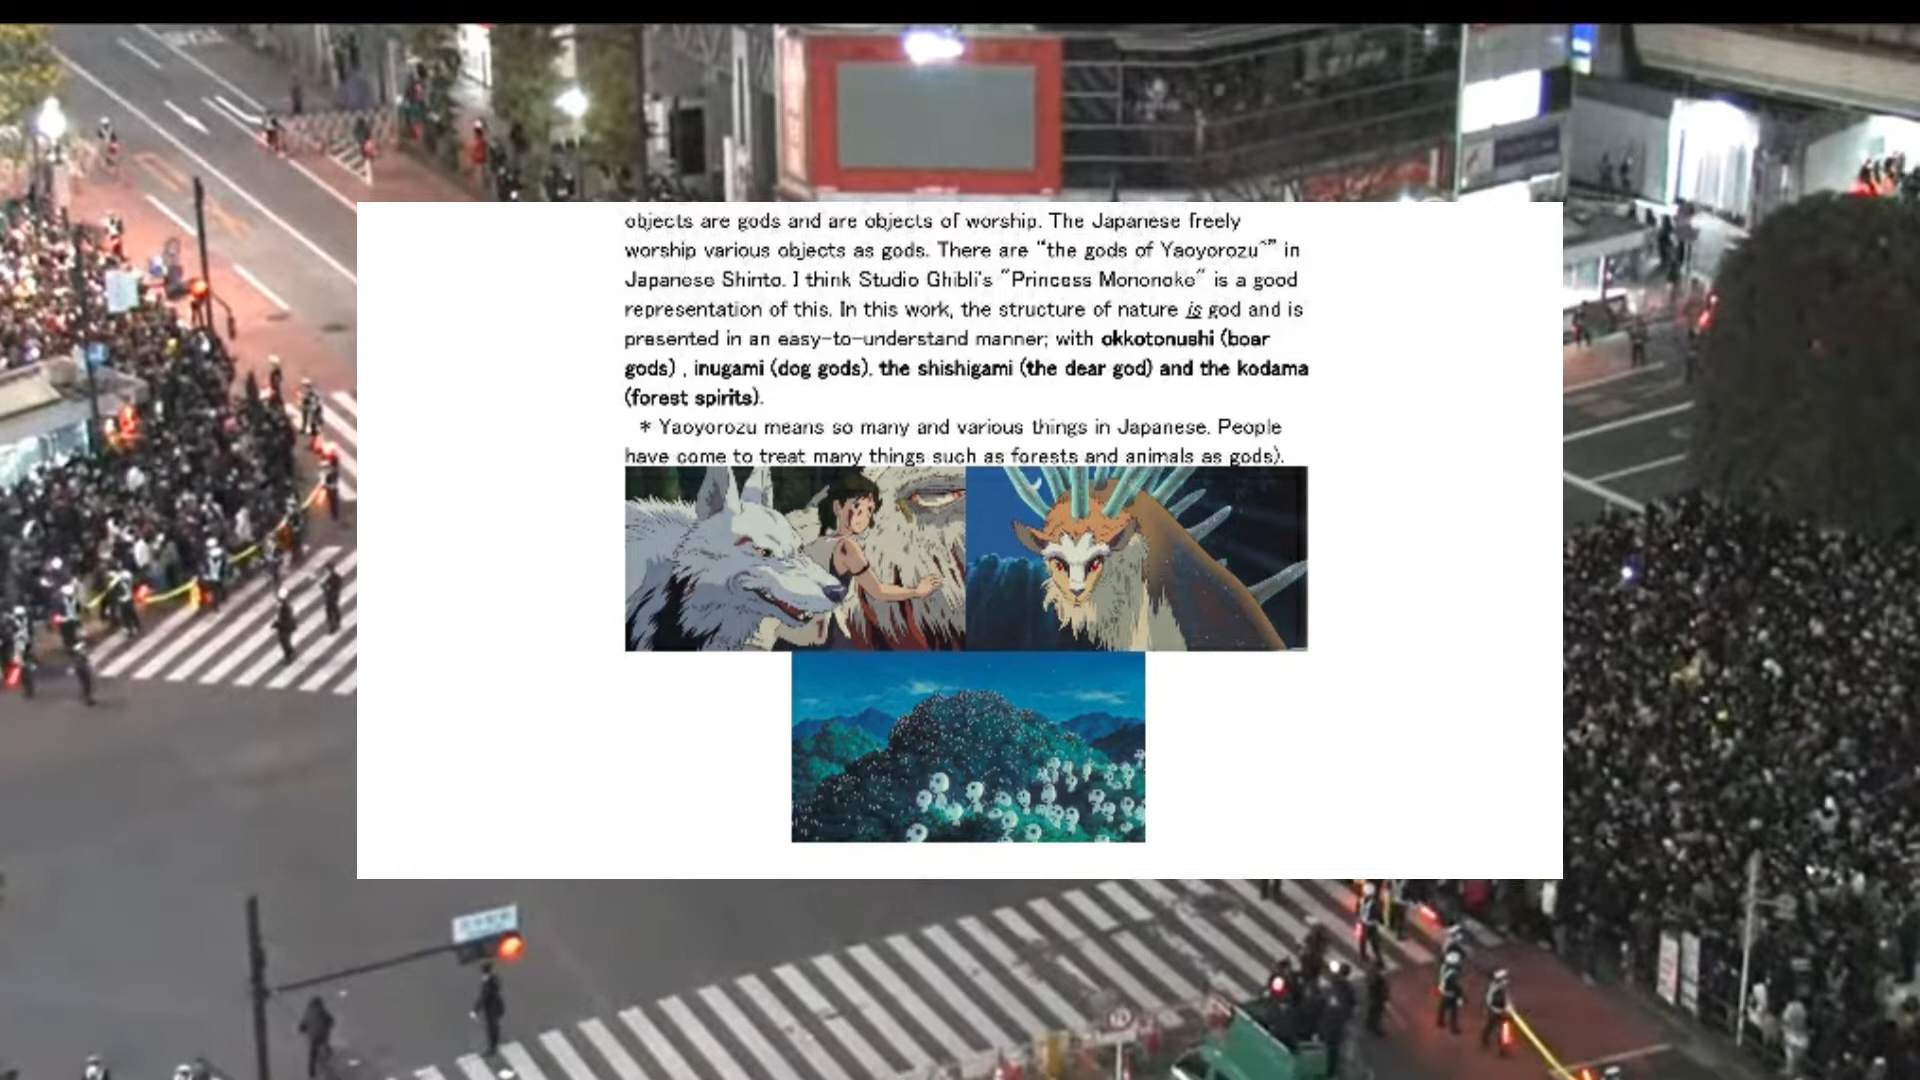 objects are gods and are objects of worship. The Japanese freely
worship various objects as gods. There are “the gods of Yaoyorozu*” in
Japanese Shinto. I think Studio Ghibli's "Princess Mononoke" is a good
representation of this. In this work, the structure of nature is god and is
presented in an easy-to-understand manner; with okkotonushi (boar
gods) , inugami (dog gods), the shishigami (the dear god) and the kodama
(forest spirits).
* Yaoyorozu means so many and various things in Japanese. People
have come to treat many things such as forests and animals as gods).